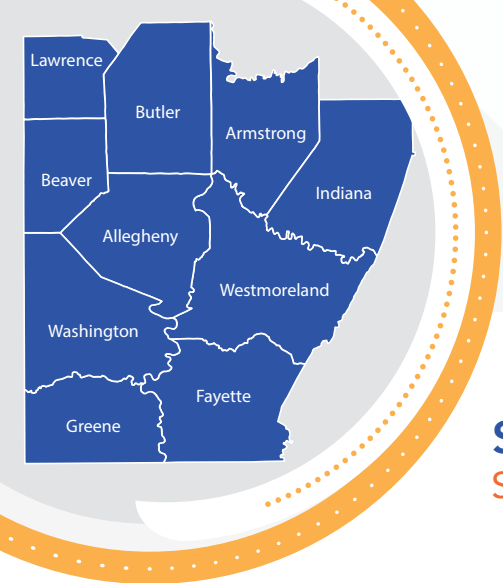 Lawrence
Butler
Armstrong
Beaver
Indiana
Allegheny
Westmoreland
Washington
Fayette
Greene
S
S